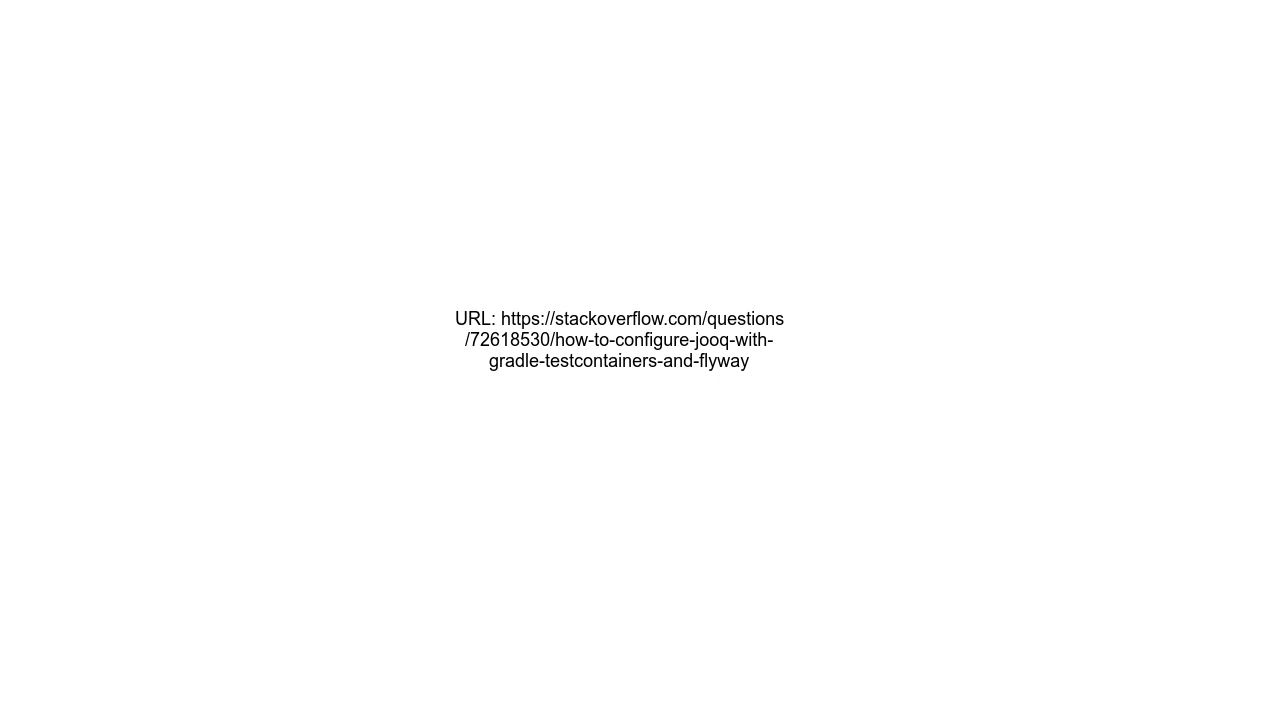 URL: https://stackoverflow.com/questions
/72618530/how-to-configure-jooq-with-
gradle-testcontainers-and-flyway